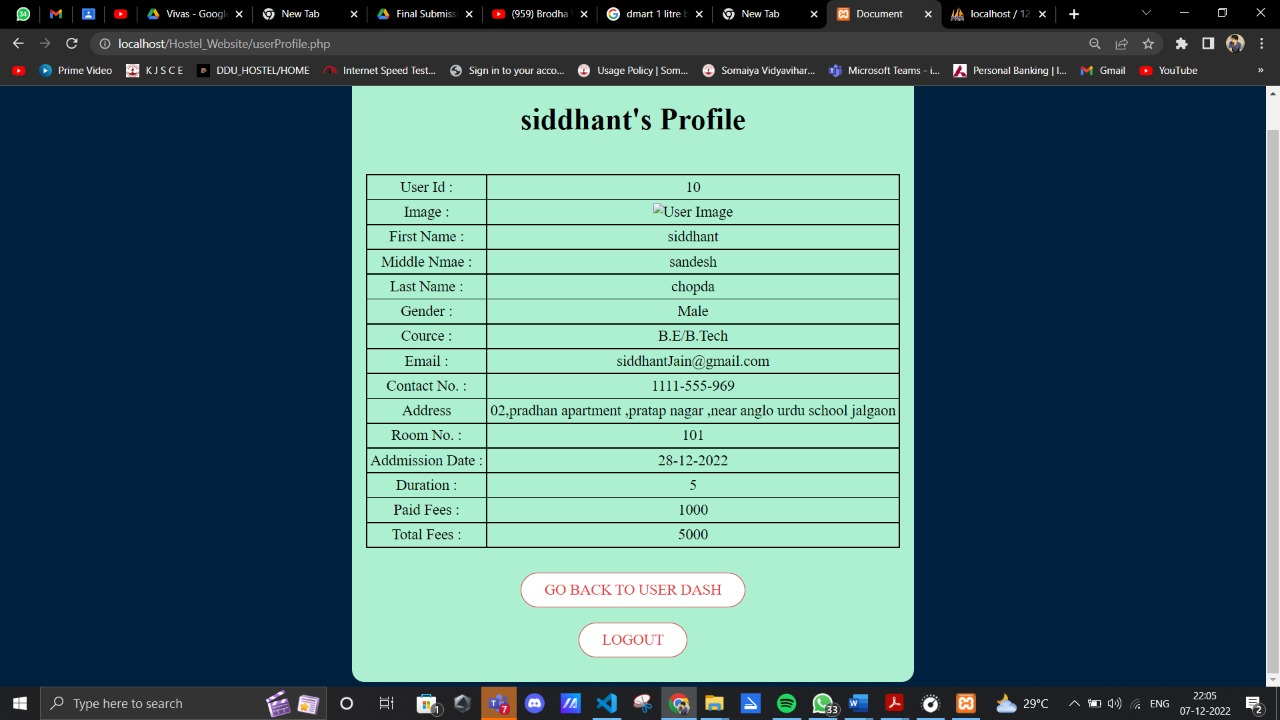 Vivas - Google
New Tab
Final Submiss
(959) Brodha V
dmart 1 litre b
New Tab
Document
localhost / 12
localhost/Hostel_Website/userProfile.php
Prime Video
K J S C E
DDU_HOSTEL/HOME
Internet Speed Test...
Sign in to your acco...
Usage Policy | Som...
Somaiya Vidyavihar...
Microsoft Teams - i...
Personal Banking | I...
Gmail
YouTube
»
siddhant's Profile
User Id : 10
Image : User Image
First Name : siddhant
Middle Nmae : sandesh
Last Name : chopda
Gender : Male
Cource : B.E/B.Tech
Email : siddhantJain@gmail.com
Contact No. : 1111-555-969
Address 02,pradhan apartment ,pratap nagar ,near anglo urdu school jalgaon
Room No. : 101
Addmission Date : 28-12-2022
Duration : 5
Paid Fees : 1000
Total Fees : 5000
GO BACK TO USER DASH
LOGOUT
Type here to search
1
7
33
29°C
ENG
22:05
07-12-2022
2